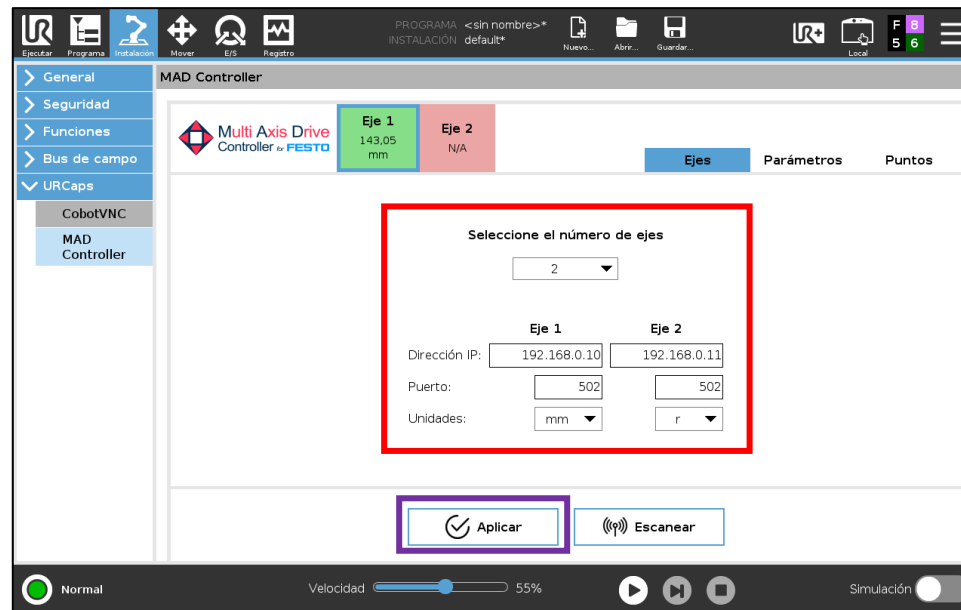 PROGRAMA <sin nombre>*
INSTALACIÓN default*
UR
Ejecutar
Programa
Instalación
Mover
E/S
Registro
Nuevo...
Abrir...
Guardar...
UR+
Local
F 8
5 6
General
Seguridad
Funciones
Bus de campo
URCaps
CobotVNC
MAD
Controller
MAD Controller
Multi Axis Drive
Controller for FESTO
Eje 1
143,05
mm
Eje 2
N/A
Ejes
Parámetros
Puntos
Seleccione el número de ejes
2
Eje 1 Eje 2
Dirección IP: 192.168.0.10 192.168.0.11
Puerto: 502 502
Unidades: mm r
Aplicar
Escanear
Normal
Velocidad 55%
Simulación